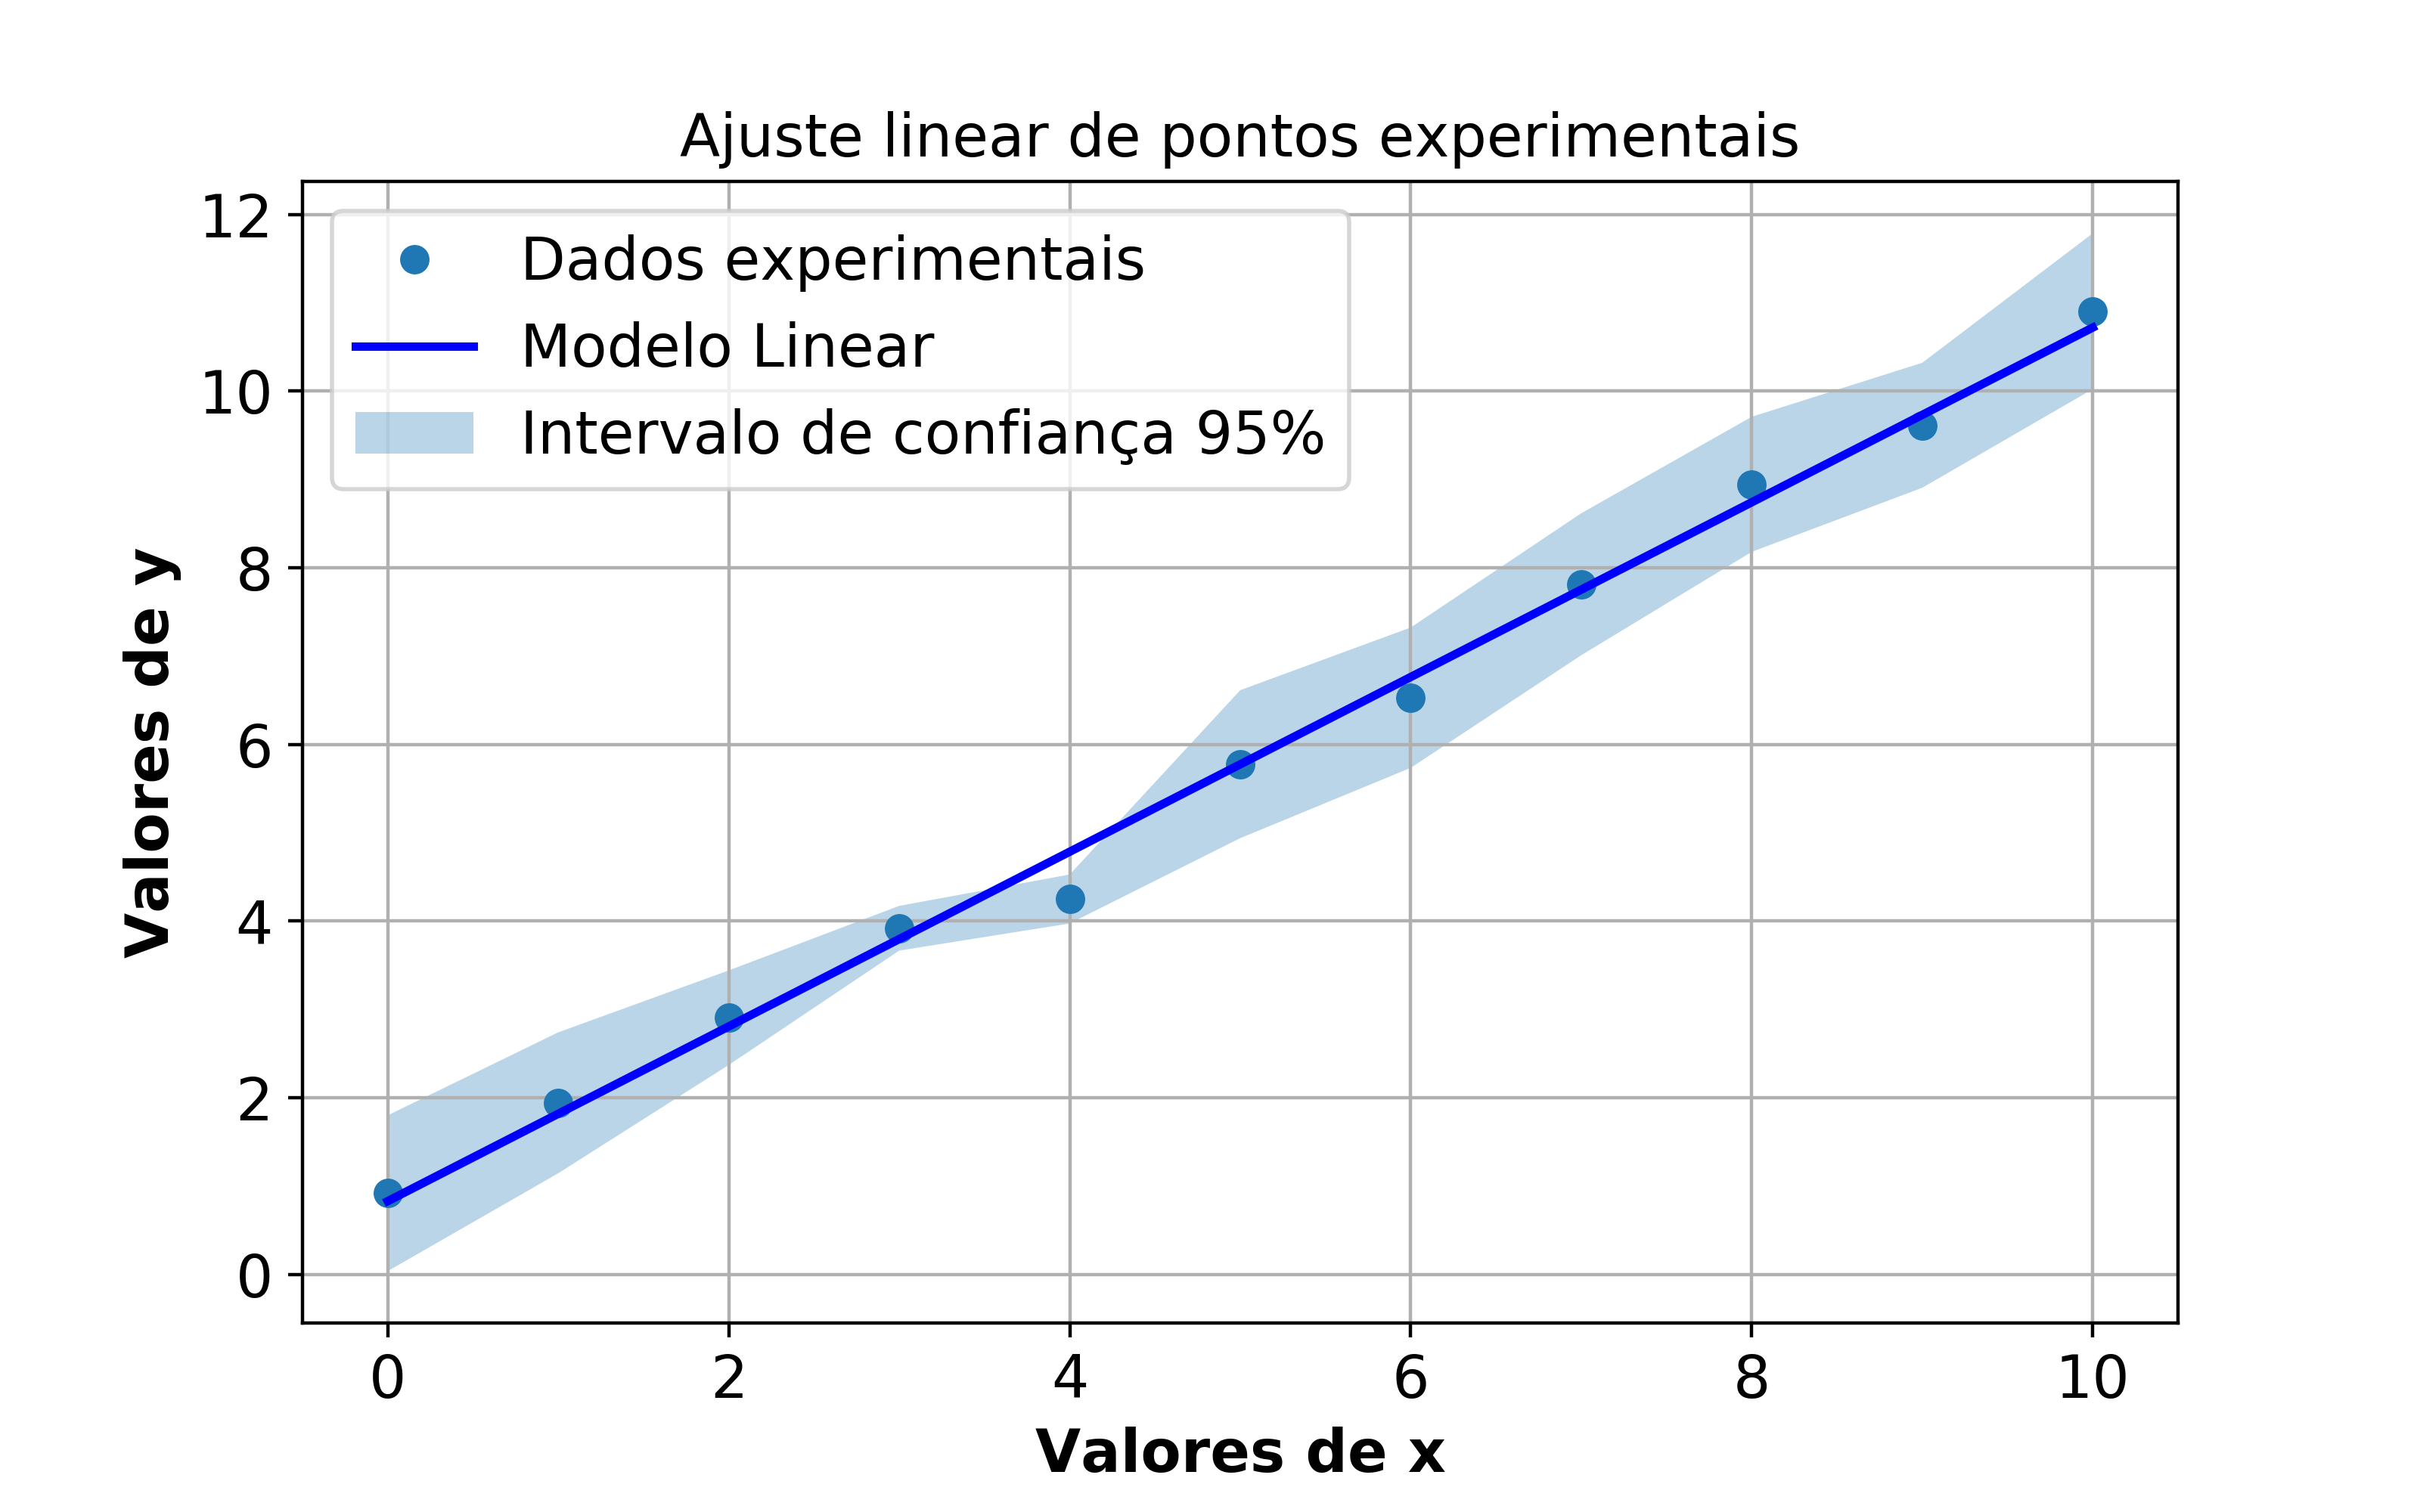 Ajuste linear de pontos experimentais
12
10
8
6
4
2
0
Dados experimentais
Modelo Linear
Intervalo de confiança 95%
Valores de y
0 2 4 6 8 10
Valores de x